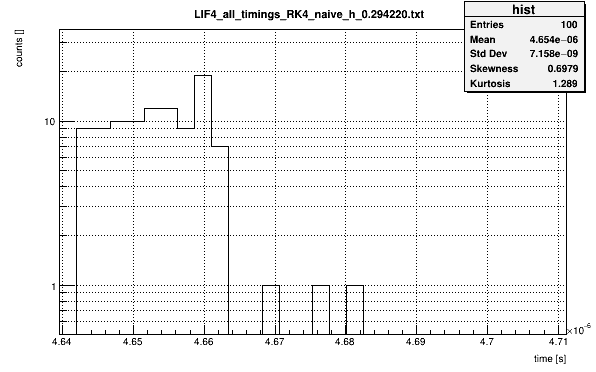 LIF4_all_timings_RK4_naive_h_0.294220.txt
hist
Entries 100
Mean 4.654e−06
Std Dev 7.158e−09
Skewness 0.6979
Kurtosis 1.289
counts []
10
1
4.64 4.65 4.66 4.67 4.68 4.69 4.7 4.71
×10⁻⁶
time [s]